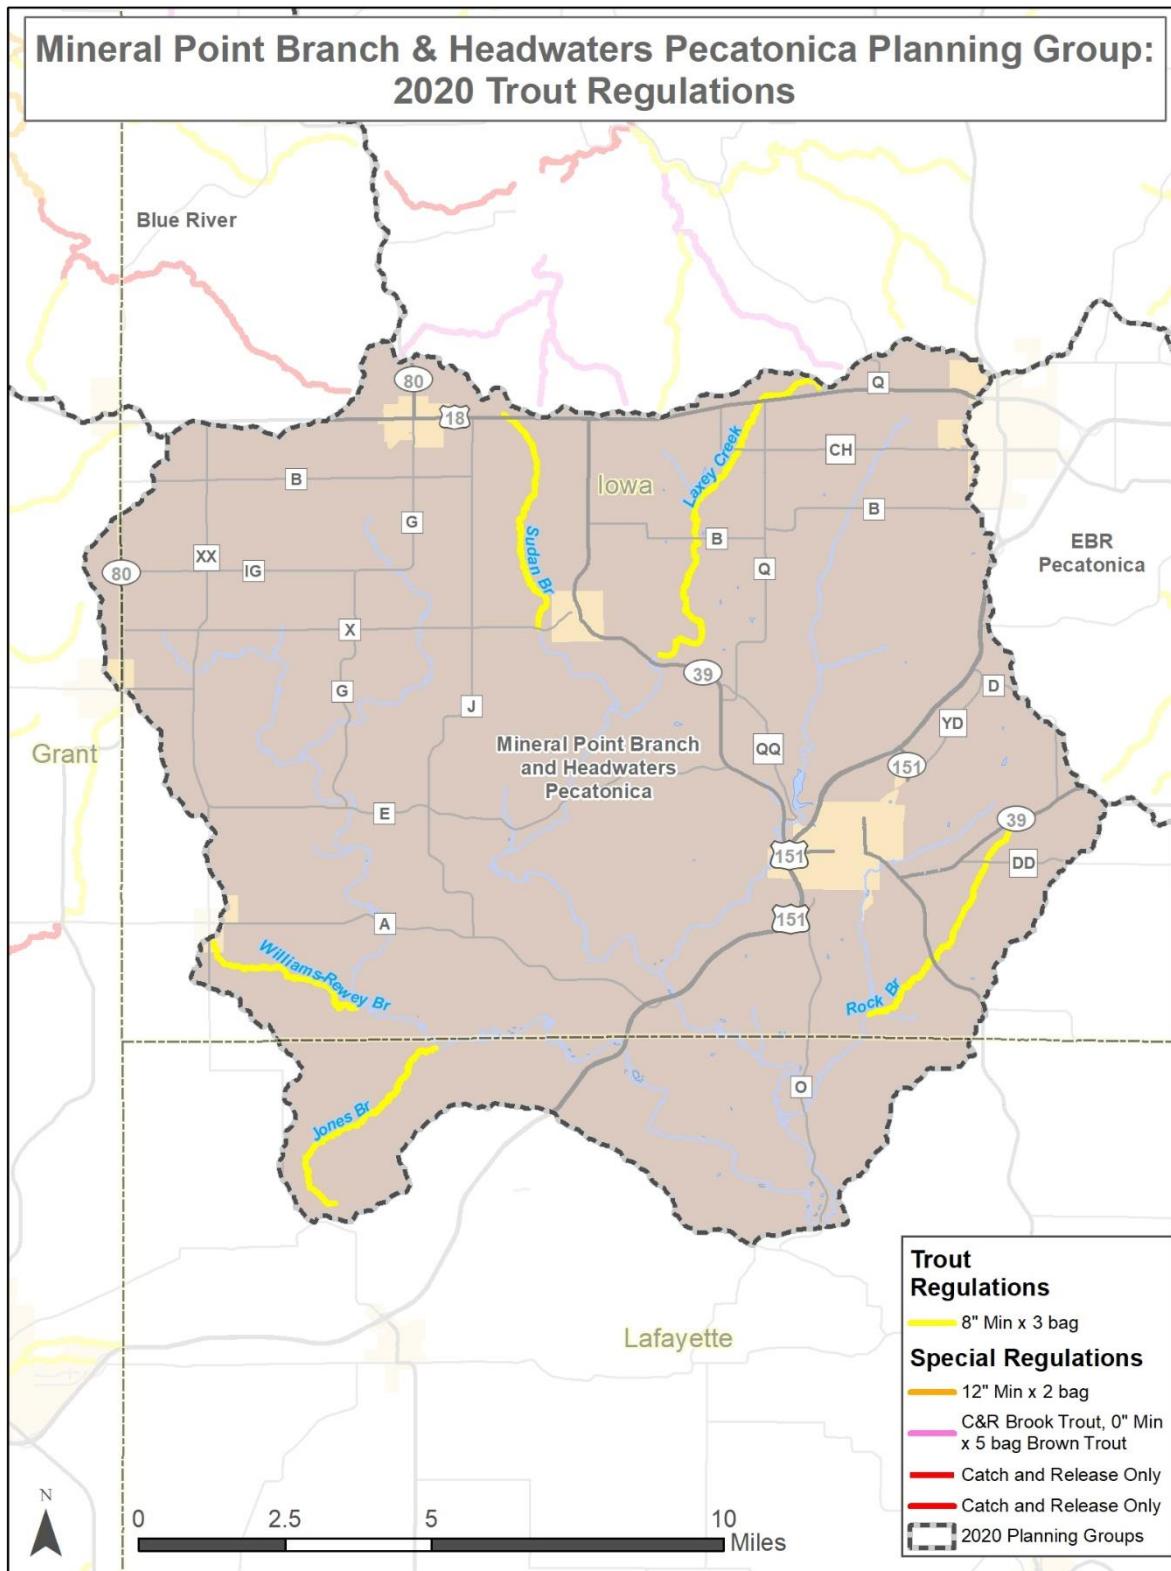 Mineral Point Branch & Headwaters Pecatonica Planning Group:
2020 Trout Regulations
Blue River
80
18
Q
Laxey Creek
CH
Iowa
B
G
B
B
EBR
Pecatonica
Sudan Br
XX
IG
80
Q
X
39
D
G
J
YD
Mineral Point Branch
and Headwaters
Pecatonica
QQ
Grant
151
E
39
151
DD
151
A
Williams-Rewey Br
Rock Br
O
Jones Br
Lafayette
Trout
Regulations
8" Min x 3 bag
Special Regulations
12" Min x 2 bag
C&R Brook Trout, 0" Min
x 5 bag Brown Trout
Catch and Release Only
Catch and Release Only
2020 Planning Groups
N
0 2.5 5 10
Miles